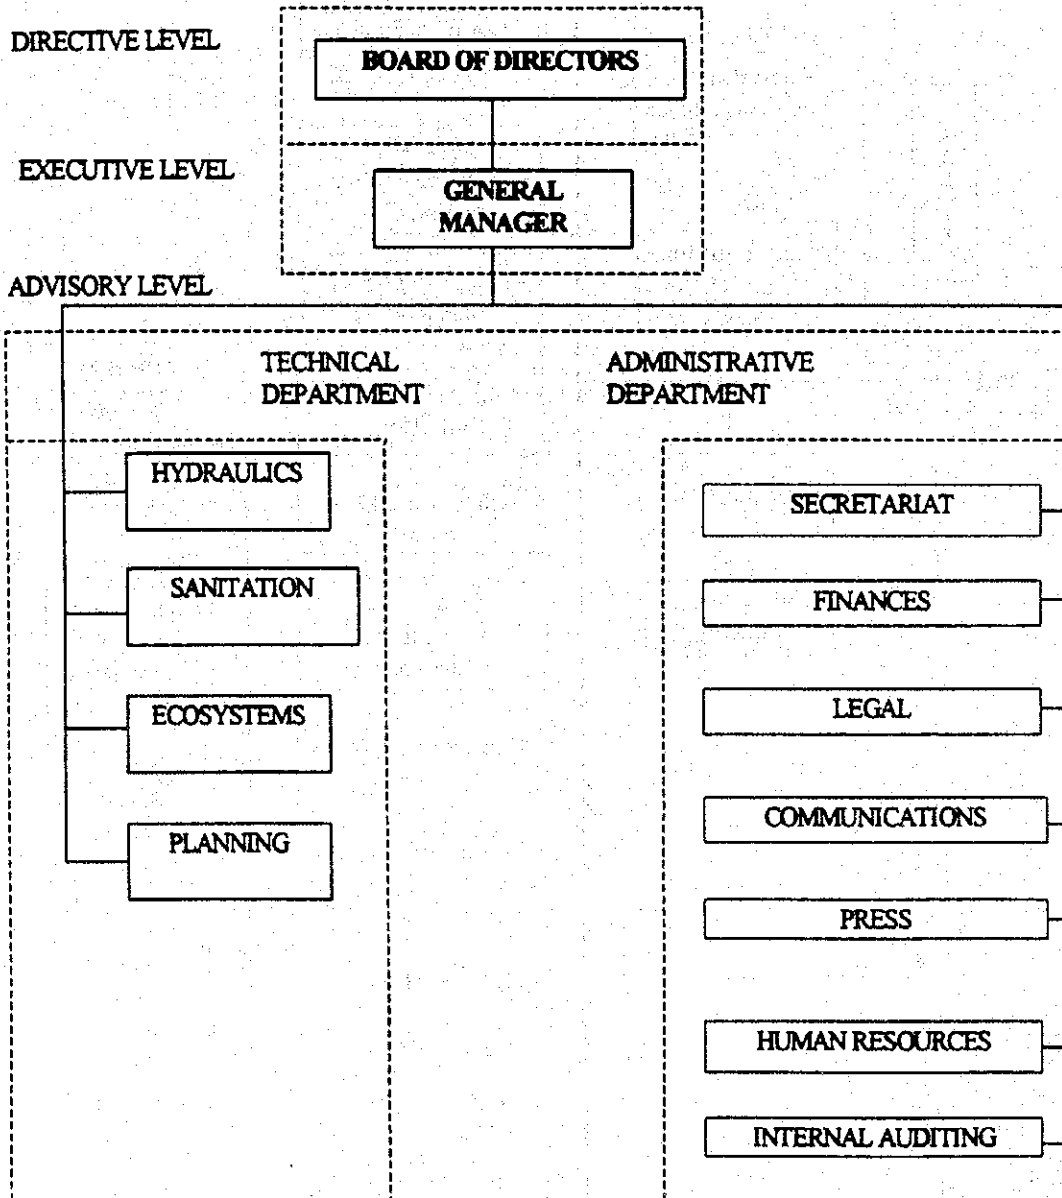 DIRECTIVE LEVEL
BOARD OF DIRECTORS
EXECUTIVE LEVEL
GENERAL
MANAGER
ADVISORY LEVEL
TECHNICAL
DEPARTMENT
ADMINISTRATIVE
DEPARTMENT
HYDRAULICS
SANITATION
ECOSYSTEMS
PLANNING
SECRETARIAT
FINANCES
LEGAL
COMMUNICATIONS
PRESS
HUMAN RESOURCES
INTERNAL AUDITING